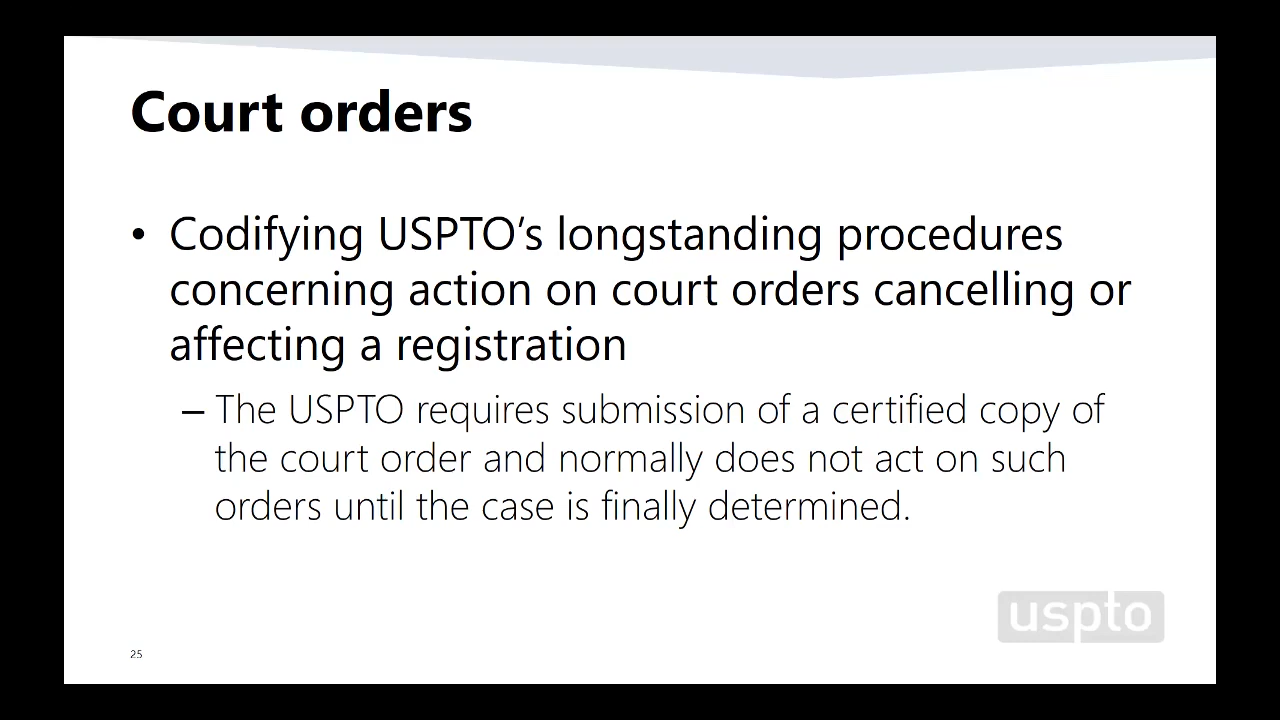 Court orders
• Codifying USPTO’s longstanding procedures
concerning action on court orders cancelling or
affecting a registration
– The USPTO requires submission of a certified copy of
the court order and normally does not act on such
orders until the case is finally determined.
uspto
25